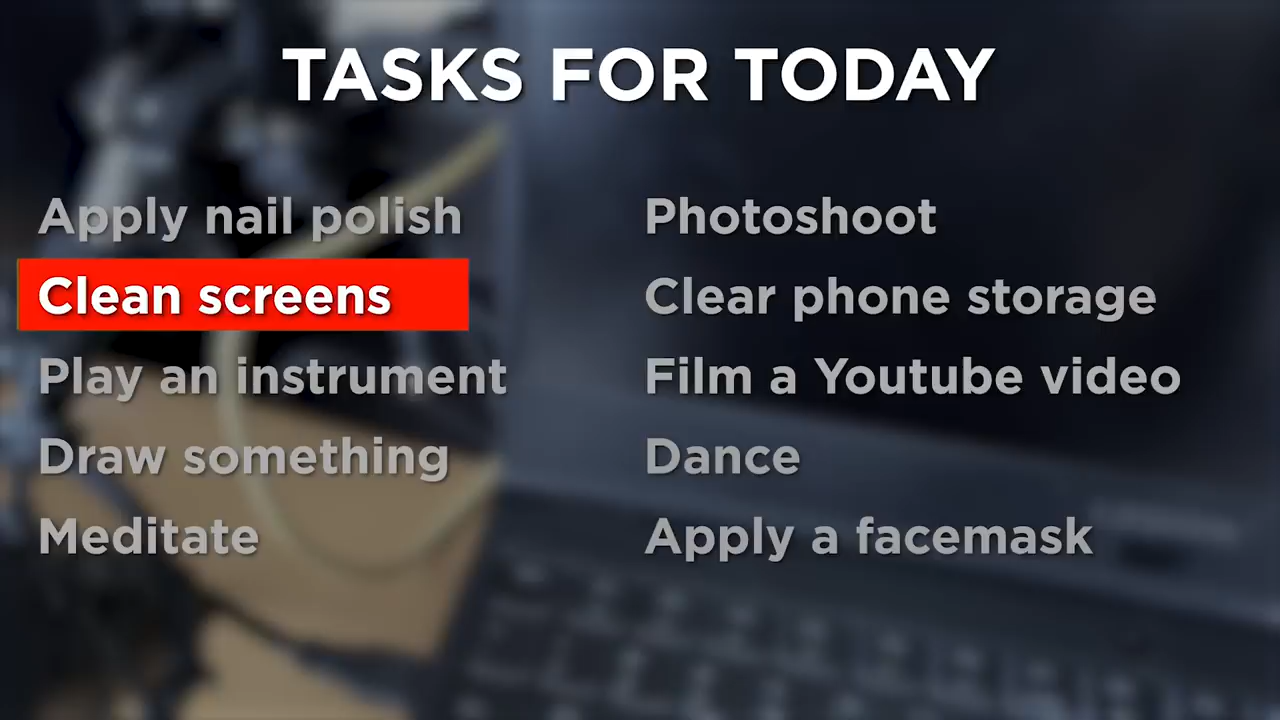 TASKS FOR TODAY
Apply nail polish
Clean screens
Play an instrument
Draw something
Meditate
Photoshoot
Clear phone storage
Film a Youtube video
Dance
Apply a facemask